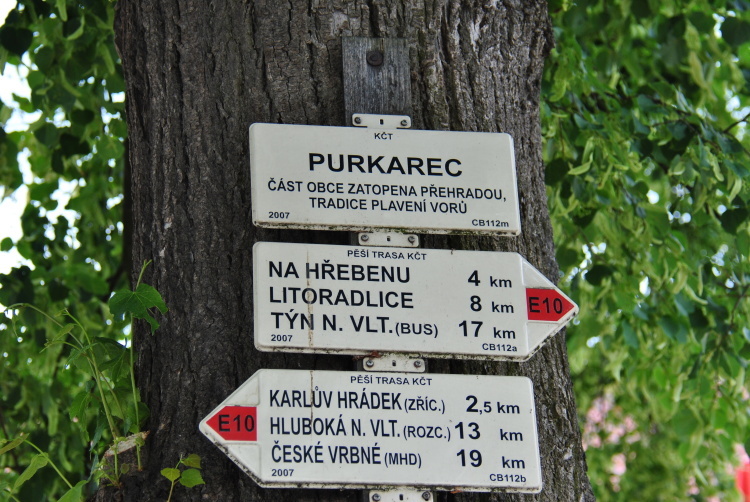 KČT
PURKAREC
ČÁST OBCE ZATOPENA PŘEHRADOU,
TRADICE PLAVENÍ VORŮ
2007 CB112m
PĚŠÍ TRASA KČT
NA HŘEBENU 4 km
LITORADLICE 8 km E10
TÝN N. VLT. (BUS) 17 km
2007 CB112a
PĚŠÍ TRASA KČT
KARLŮV HRÁDEK (ZŘÍC.) 2,5 km
E10 HLUBOKÁ N. VLT. (ROZC.) 13 km
ČESKÉ VRBNÉ (MHD) 19 km
2007 CB112b